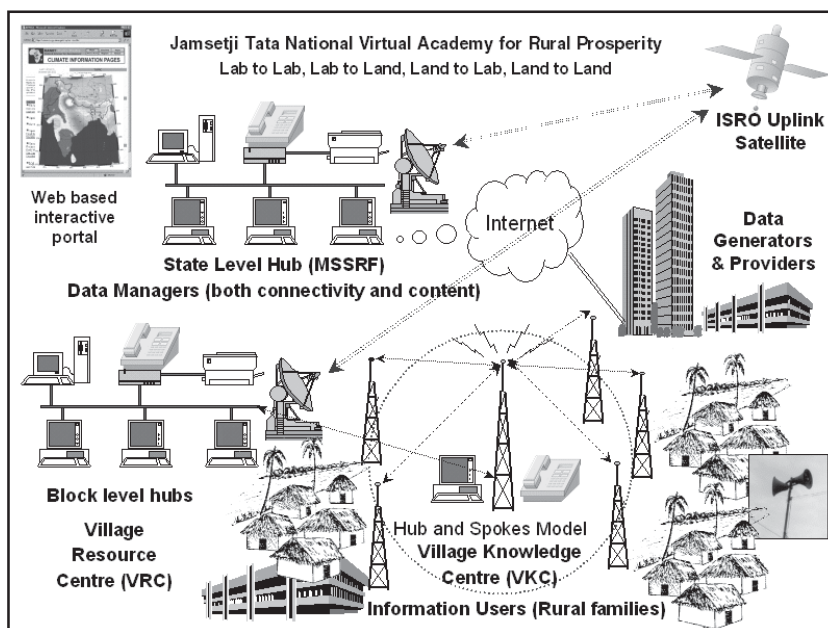 Jamsetji Tata National Virtual Academy for Rural Prosperity
Lab to Lab, Lab to Land, Land to Lab, Land to Land
CLIMATE INFORMATION PAGES
ISRO Uplink
Satellite
Web based
interactive
portal
Internet
Data
Generators
& Providers
State Level Hub (MSSRF)
Data Managers (both connectivity and content)
Block level hubs
Village
Resource
Centre (VRC)
Hub and Spokes Model
Village Knowledge
Centre (VKC)
Information Users (Rural families)